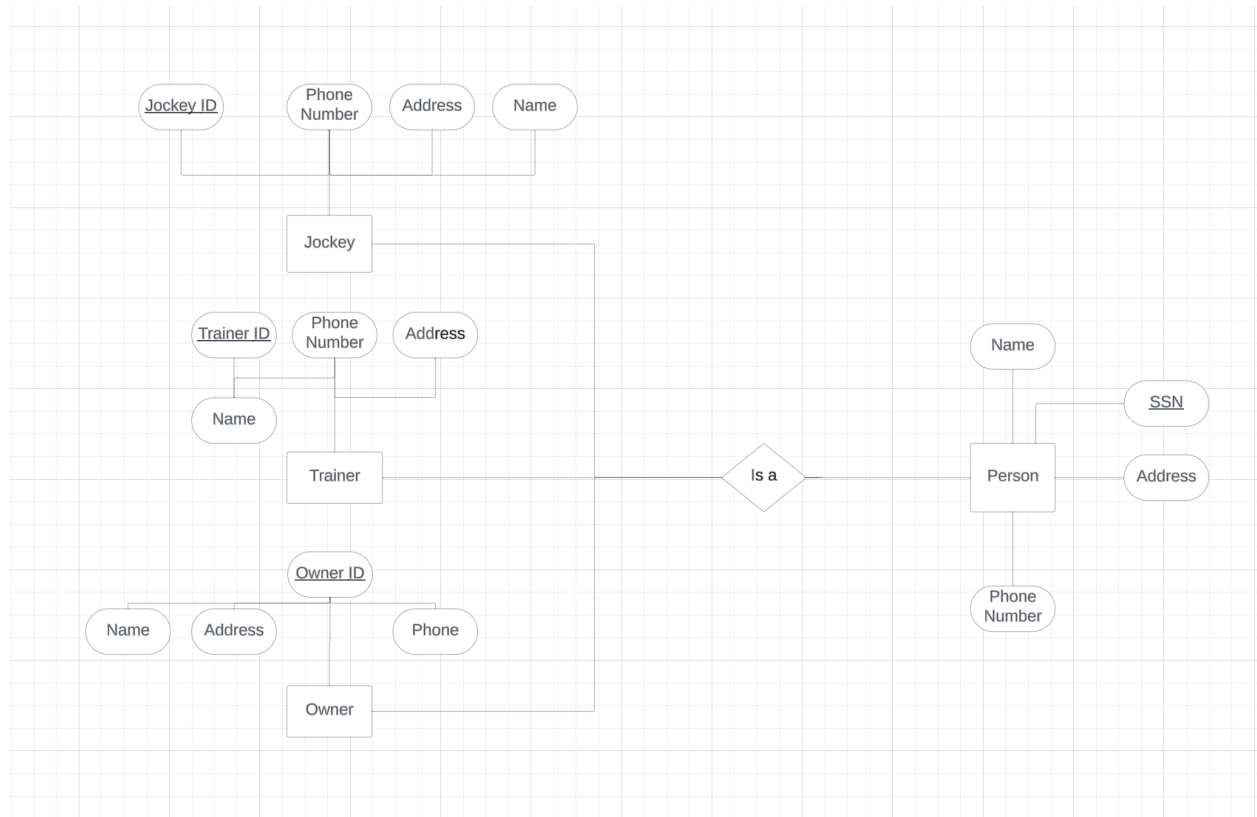 Jockey ID
Phone
Number
Address
Name
Jockey
Trainer ID
Phone
Number
Address
Name
Trainer
Owner ID
Name
Address
Phone
Owner
Is a
Name
SSN
Person
Address
Phone
Number